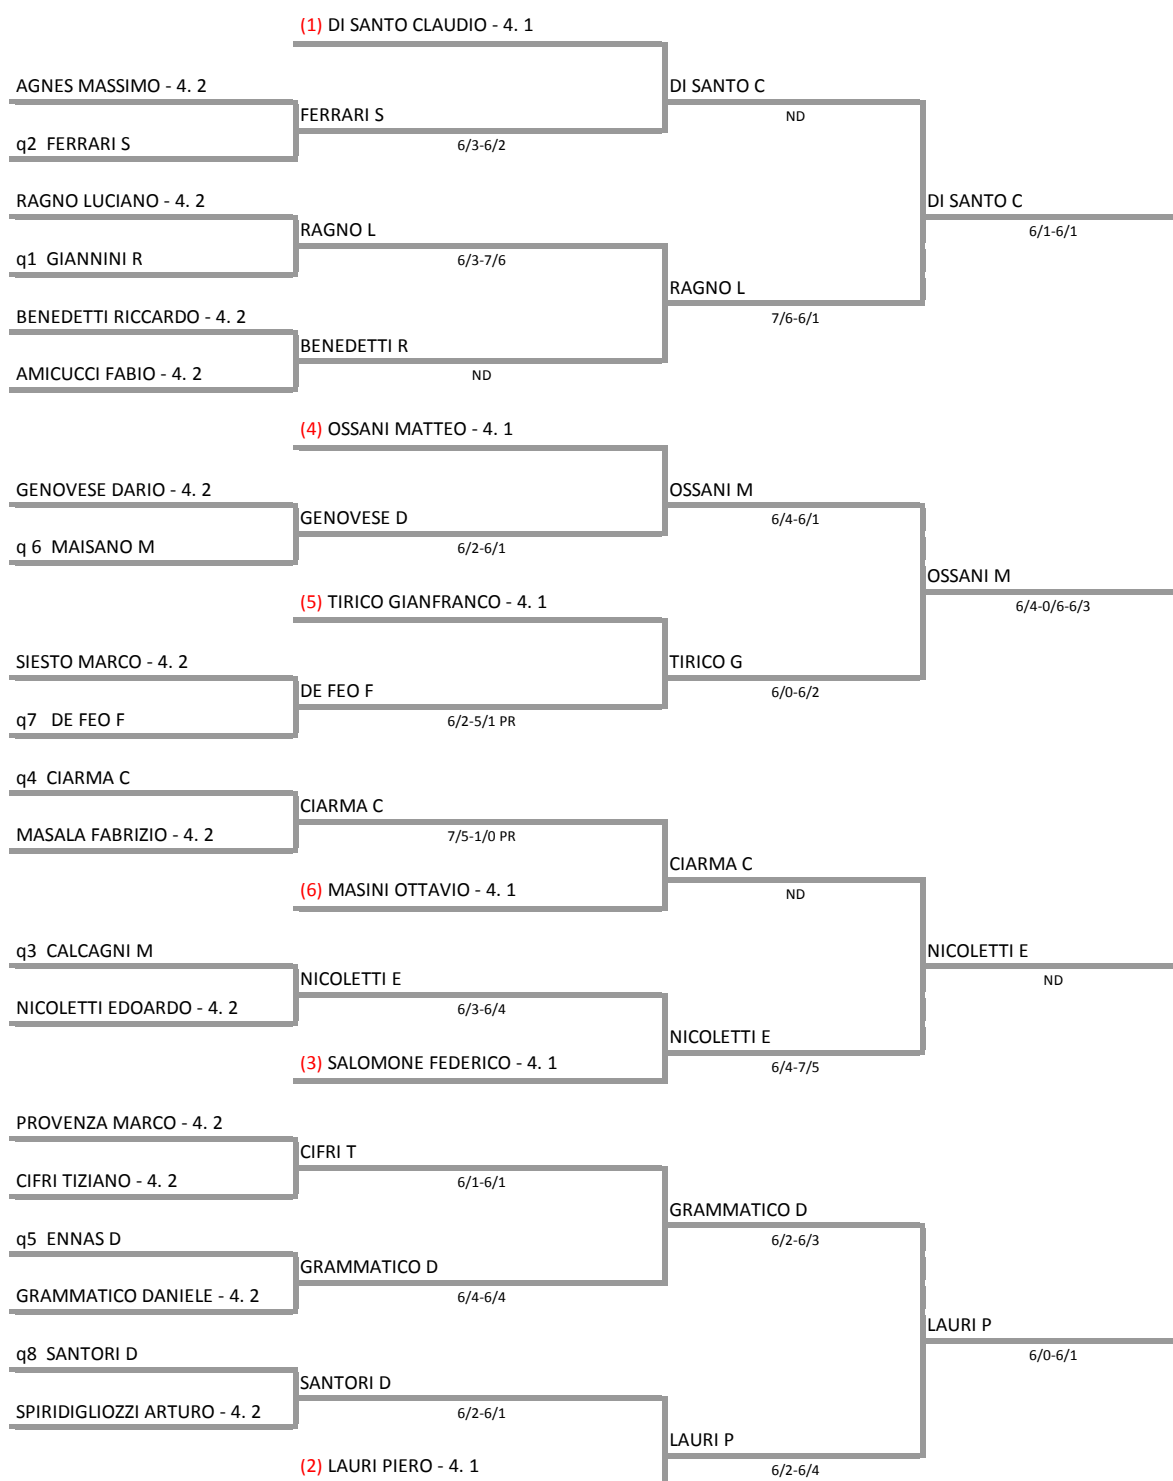 (1) DI SANTO CLAUDIO - 4. 1
AGNES MASSIMO - 4. 2
DI SANTO C
FERRARI S
ND
q2 FERRARI S
6/3-6/2
RAGNO LUCIANO - 4. 2
DI SANTO C
RAGNO L
6/1-6/1
q1 GIANNINI R
6/3-7/6
RAGNO L
BENEDETTI RICCARDO - 4. 2
7/6-6/1
BENEDETTI R
AMICUCCI FABIO - 4. 2
ND
(4) OSSANI MATTEO - 4. 1
GENOVESE DARIO - 4. 2
OSSANI M
GENOVESE D
6/4-6/1
q 6 MAISANO M
6/2-6/1
OSSANI M
(5) TIRICO GIANFRANCO - 4. 1
6/4-0/6-6/3
SIESTO MARCO - 4. 2
TIRICO G
DE FEO F
6/0-6/2
q7 DE FEO F
6/2-5/1 PR
q4 CIARMA C
CIARMA C
MASALA FABRIZIO - 4. 2
7/5-1/0 PR
CIARMA C
(6) MASINI OTTAVIO - 4. 1
ND
q3 CALCAGNI M
NICOLETTI E
NICOLETTI E
ND
NICOLETTI EDOARDO - 4. 2
6/3-6/4
NICOLETTI E
(3) SALOMONE FEDERICO - 4. 1
6/4-7/5
PROVENZA MARCO - 4. 2
CIFRI T
CIFRI TIZIANO - 4. 2
6/1-6/1
GRAMMATICO D
q5 ENNAS D
6/2-6/3
GRAMMATICO D
GRAMMATICO DANIELE - 4. 2
6/4-6/4
LAURI P
q8 SANTORI D
6/0-6/1
SANTORI D
SPIRIDIGLIOZZI ARTURO - 4. 2
6/2-6/1
LAURI P
(2) LAURI PIERO - 4. 1
6/2-6/4